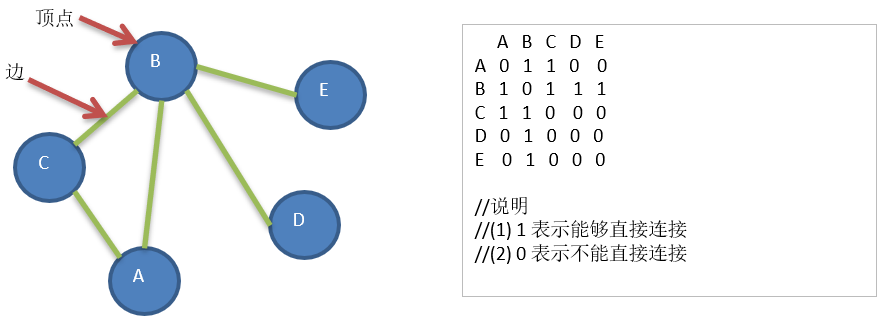 顶点
边
B
E
C
D
A
A B C D E
A 0 1 1 0 0
B 1 0 1 1 1
C 1 1 0 0 0
D 0 1 0 0 0
E 0 1 0 0 0
//说明
//(1) 1 表示能够直接连接
//(2) 0 表示不能直接连接